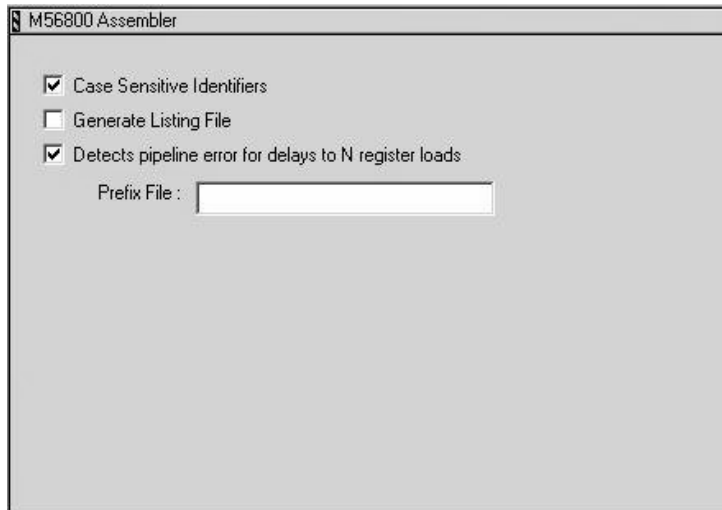 M56800 Assembler
Case Sensitive Identifiers
Generate Listing File
Detects pipeline error for delays to N register loads
Prefix File :